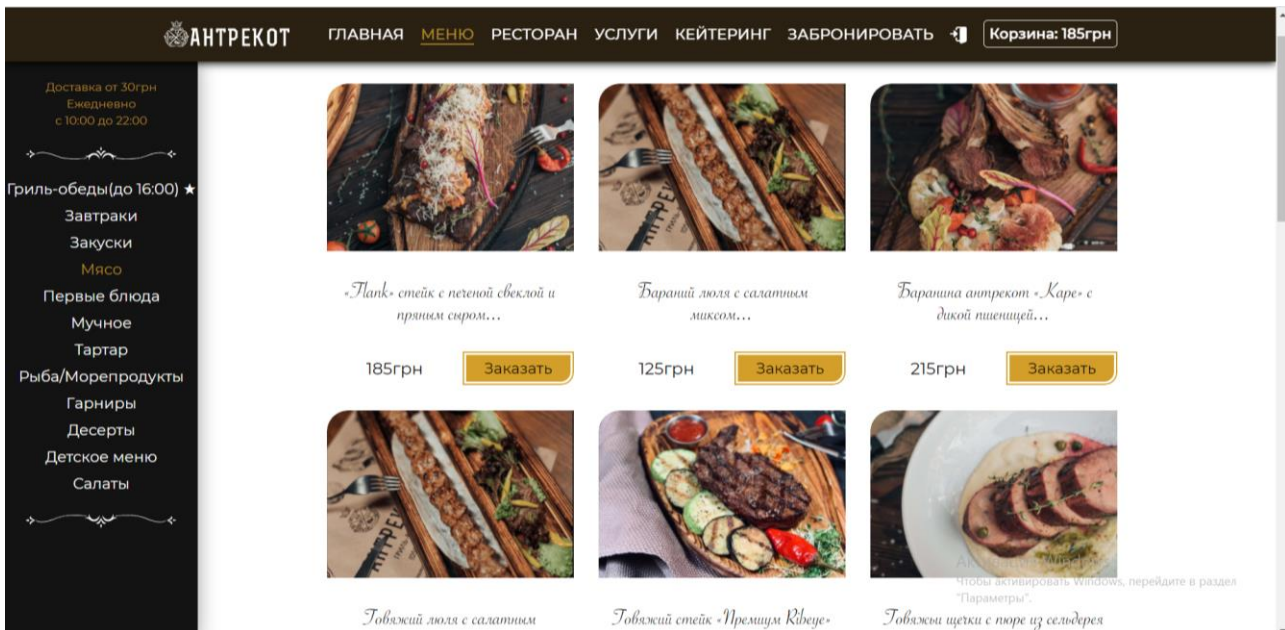 АНТРЕКОТ
ГЛАВНАЯ МЕНЮ РЕСТОРАН УСЛУГИ КЕЙТЕРИНГ ЗАБРОНИРОВАТЬ Корзина: 185грн
Доставка от 30грн
Ежедневно
с 10:00 до 22:00
Гриль-обеды(до 16:00) ★
Завтраки
Закуски
Мясо
Первые блюда
Мучное
Тартар
Рыба/Морепродукты
Гарниры
Десерты
Детское меню
Салаты
«Flank» стейк с печеной свеклой и
пряным сыром...
185грн Заказать
Бараний люля с салатным
миксом...
125грн Заказать
Баранина антрекот «Каре» с
дикой пшеницей...
215грн Заказать
Говяжий люля с салатным
Говяжий стейк «Премиум Ribeye»
Говяжьи щечки с пюре из сельдерея
Чтобы активировать Windows, перейдите в раздел
"Параметры".